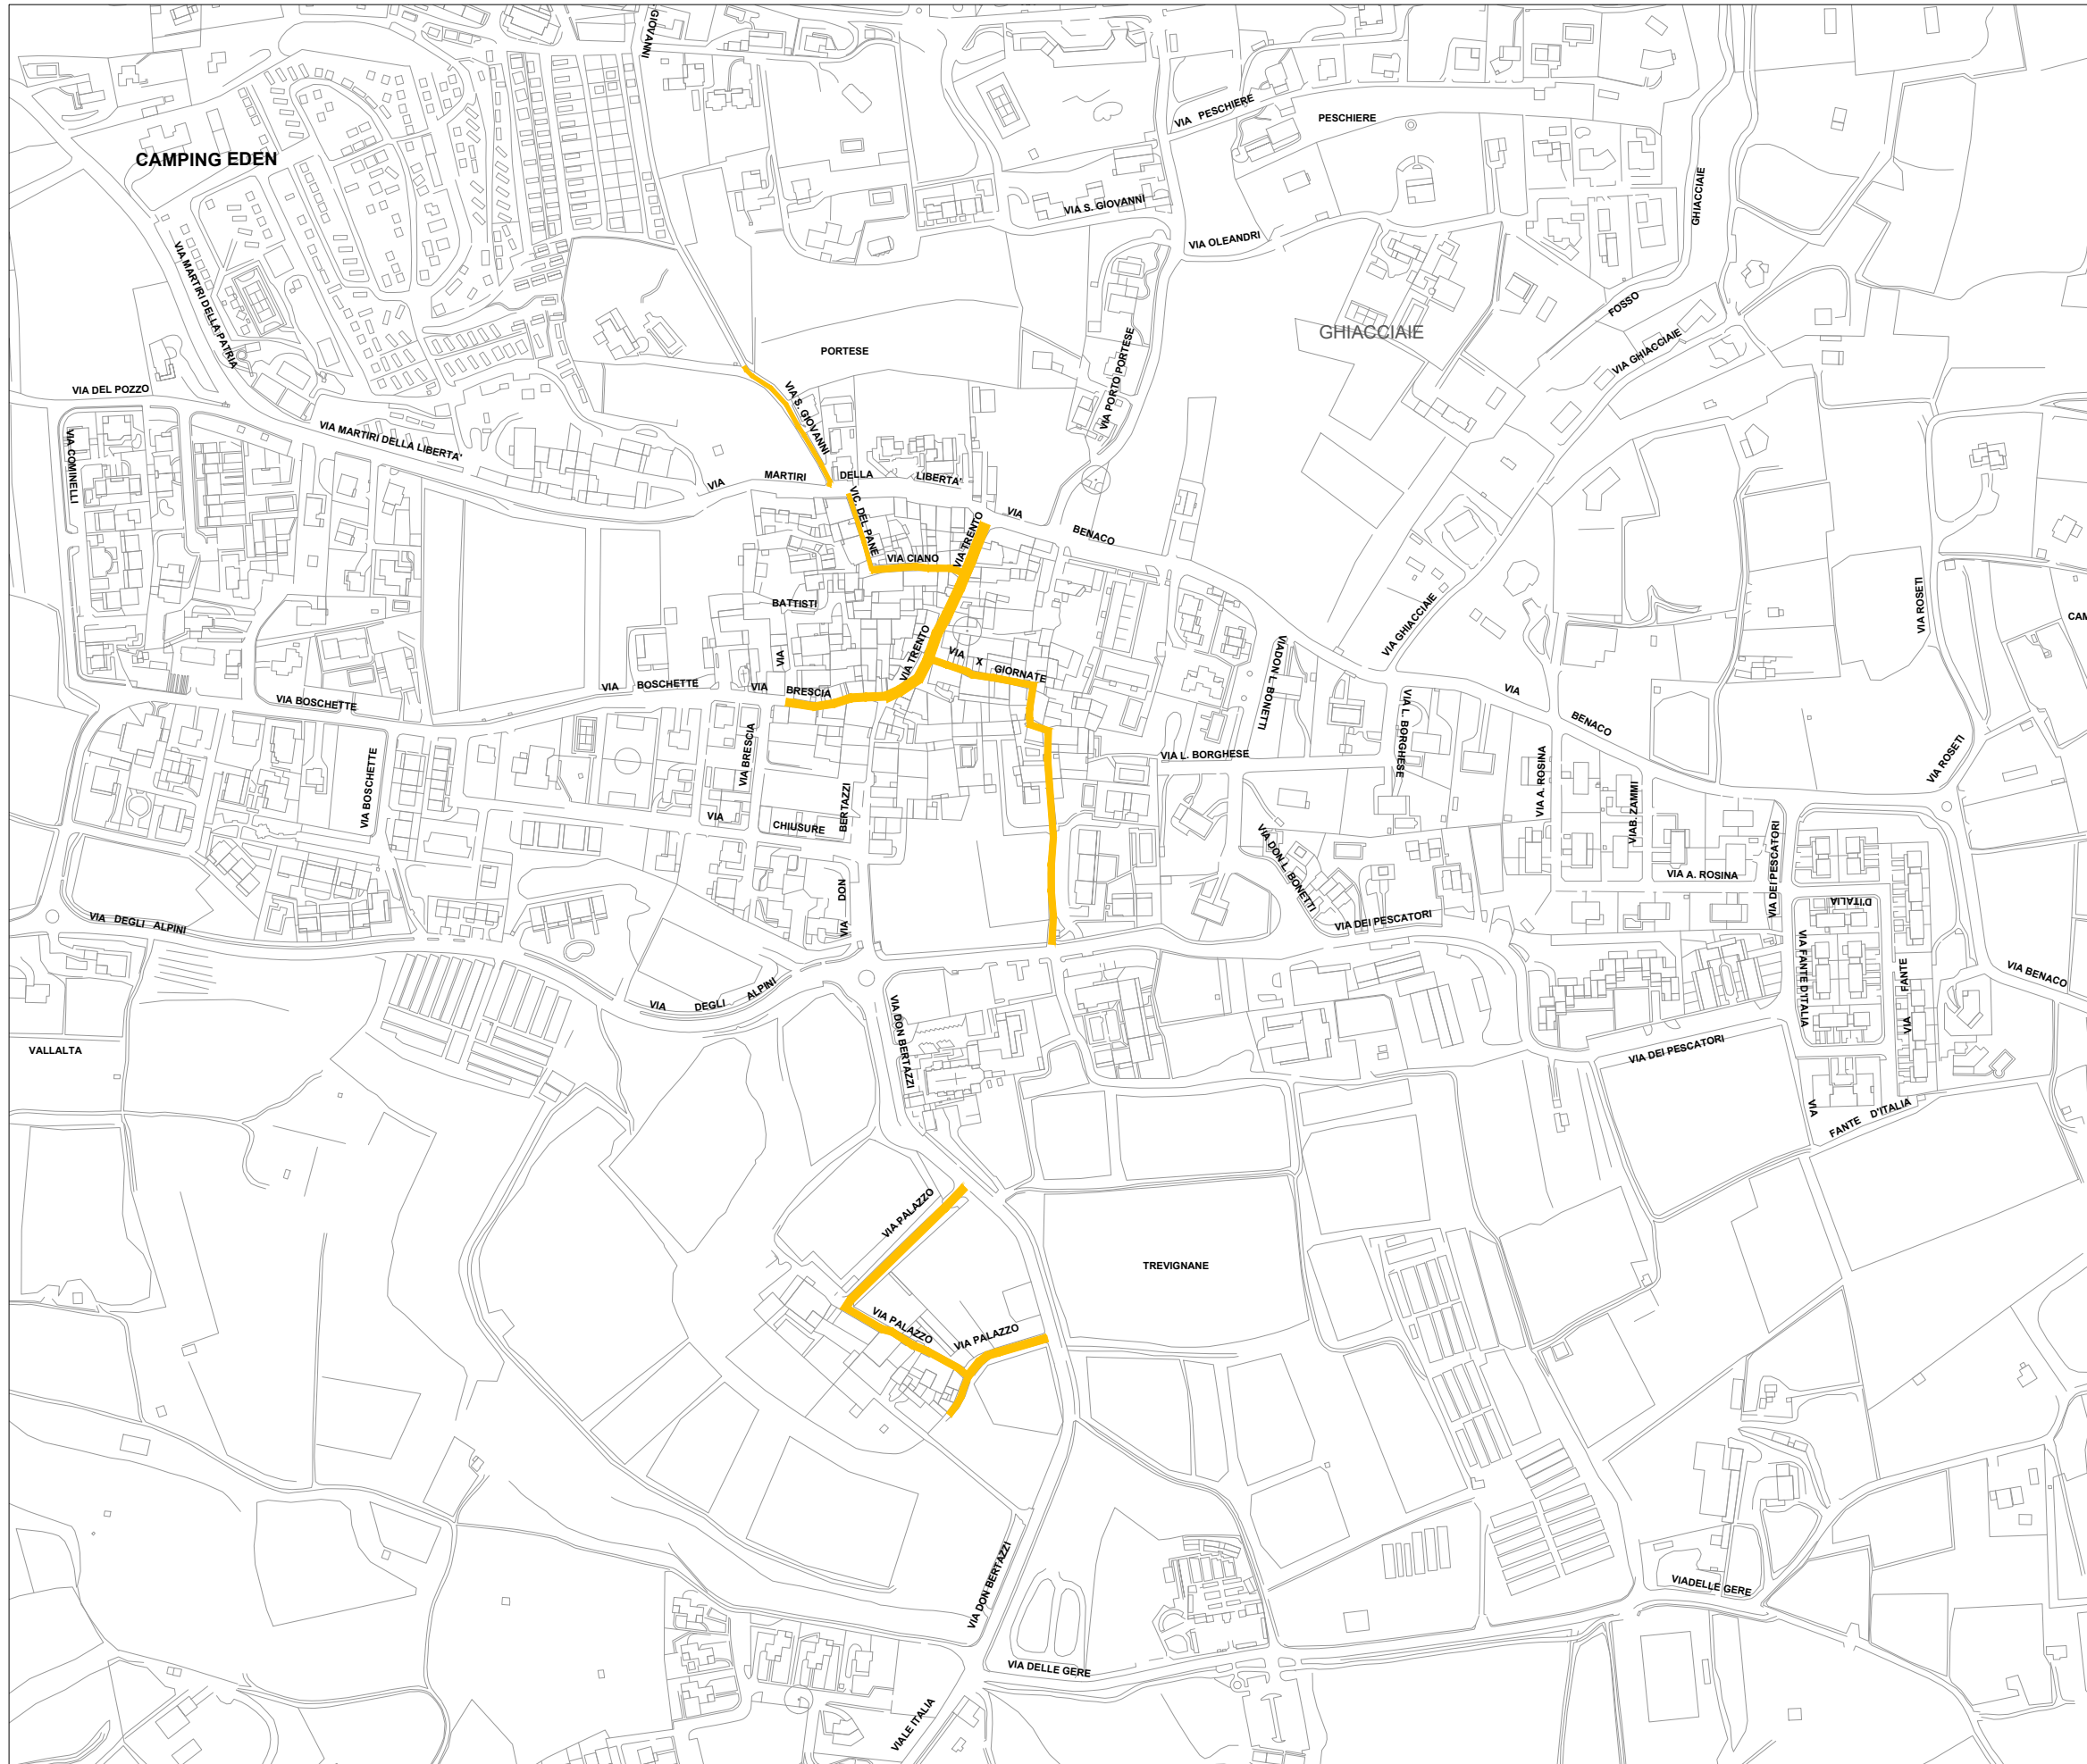 GIOVANNI
VIA PESCHIERE
PESCHIERE
CAMPING EDEN
GHIACCIAIE
VIA S. GIOVANNI
VIA OLEANDRI
VIA MARTIRI DELLA PATRIA
FOSSO
GHIACCIAIE
VIA GHIACCIAIE
PORTESE
VIA PORTO PORTESE
VIA DEL POZZO
VIA S. GIOVANNI
VIA COMINELLI
VIA MARTIRI DELLA LIBERTA'
VIA MARTIRI DELLA LIBERTA'
VIC. DEL PANE
VIA TRENTO
VIA BENACO
VIA CIANO
VIA BATTISTI
VIA GHIACCIAIE
VIA ROSETI
CAM
VIA TRENTO
VIA X GIORNATE
VIADON L. BONETTI
VIA BOSCHETTE
VIA BOSCHETTE
VIA BRESCIA
VIA L. BORGHESE
VIA BENACO
VIA BRESCIA
VIA BOSCHETTE
VIA L. BORGHESE
VIA A. ROSINA
VIA ROSETI
VIAB. ZAMMI
VIA CHIUSURE
VIA DON BERTAZZI
VIA DON L. BONETTI
VIA DEI PESCATORI
VIA A. ROSINA
VIA DEI PESCATORI
D'ITALIA
VIA DEGLI ALPINI
VIA FANTE D'ITALIA
VIA FANTE
VIA BENACO
VIA DEGLI ALPINI
VALLALTA
VIA DON BERTAZZI
VIA DEI PESCATORI
VIA FANTE D'ITALIA
VIA PALAZZO
TREVIGNANE
VIA PALAZZO
VIA PALAZZO
VIA DON BERTAZZI
VIADELLE GERE
VIA DELLE GERE
VIALE ITALIA